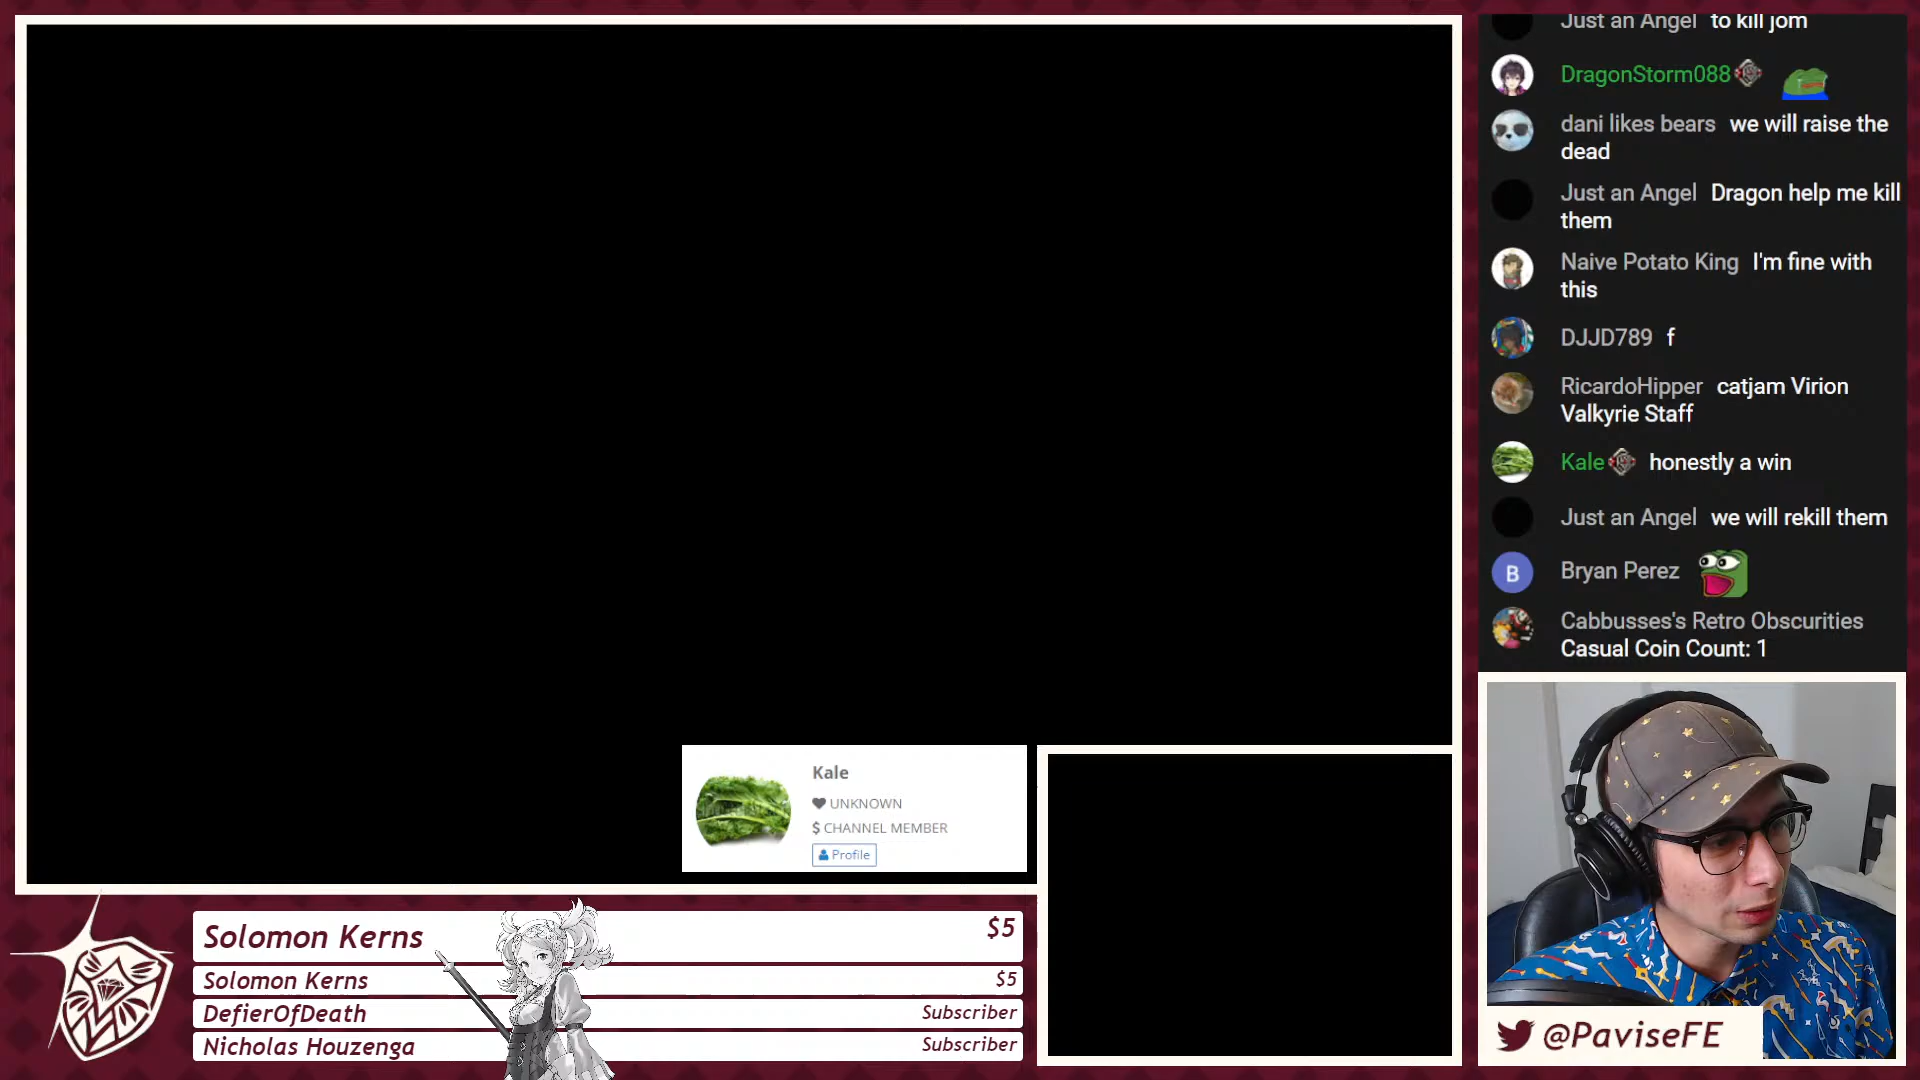 Just an Angel to kill jom
DragonStorm088
dani likes bears we will raise the
dead
Just an Angel Dragon help me kill
them
Naive Potato King I'm fine with
this
DJJD789 f
RicardoHipper catjam Virion
Valkyrie Staff
Kale honestly a win
Just an Angel we will rekill them
B Bryan Perez
Cabbusses's Retro Obscurities
Casual Coin Count: 1
Kale
UNKNOWN
$ CHANNEL MEMBER
Profile
Solomon Kerns $5
Solomon Kerns $5
DefierOfDeath Subscriber
Nicholas Houzenga Subscriber
@PaviseFE